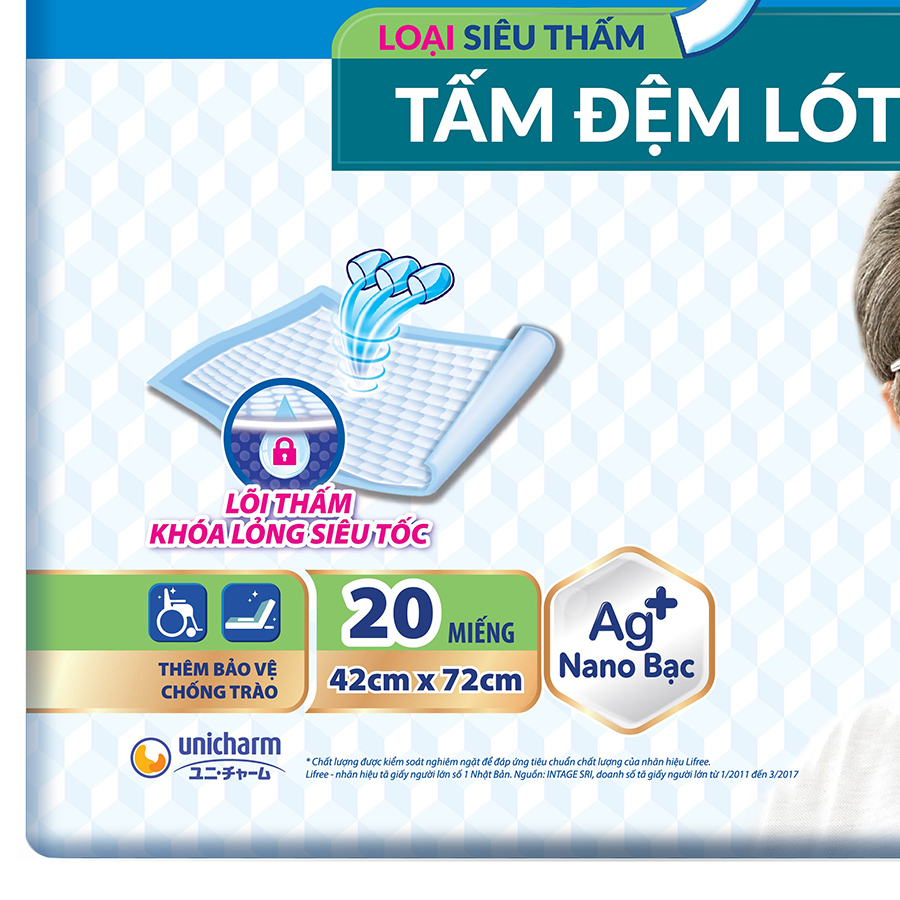 LOẠI SIÊU THẤM
TẤM ĐỆM LÓT
LÕI THẤM
KHÓA LỎNG SIÊU TỐC
THÊM BẢO VỆ
CHỐNG TRÀO
20 MIẾNG
42cm x 72cm
Ag+
Nano Bạc
unicharm
ユニ・チャーム
* Chất lượng được kiểm soát nghiêm ngặt để đáp ứng tiêu chuẩn chất lượng của nhãn hiệu Lifree.
Lifree - nhãn hiệu tã giấy người lớn số 1 Nhật Bản. Nguồn: INTAGE SRI, doanh số tã giấy người lớn từ 1/2011 đến 3/2017